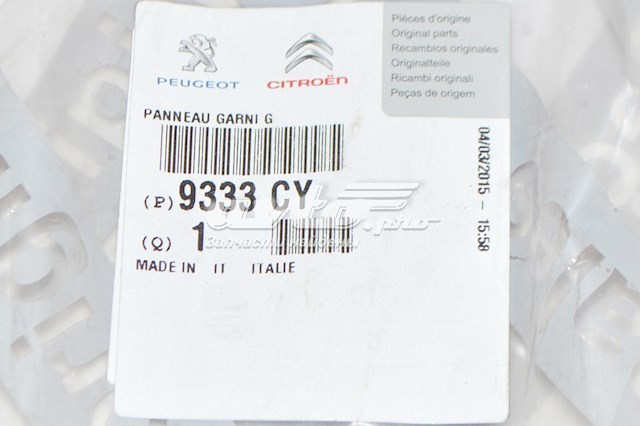 PEUGEOT
CITROËN
Pièces d'origine
Original parts
Recambios originales
Originalteile
Ricambi originali
Peças de origem
PANNEAU GARNI G
(P) 9333 CY
(Q) 1
MADE IN IT ITALIE
04/03/2015 - 15:58